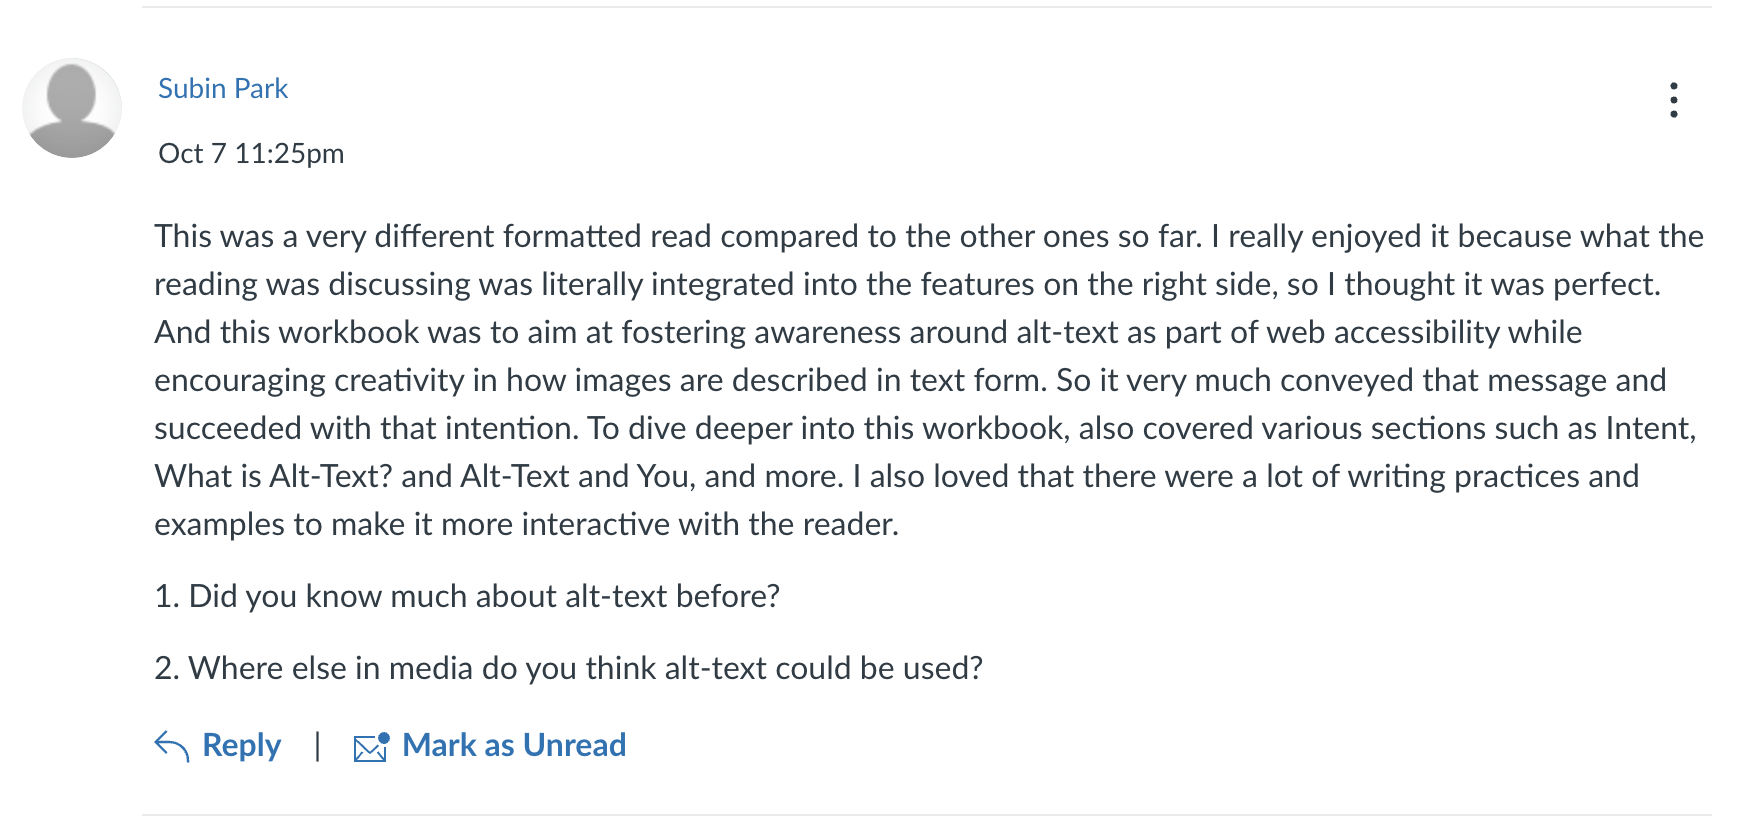 Subin Park
Oct 7 11:25pm
This was a very different formatted read compared to the other ones so far. I really enjoyed it because what the
reading was discussing was literally integrated into the features on the right side, so I thought it was perfect.
And this workbook was to aim at fostering awareness around alt-text as part of web accessibility while
encouraging creativity in how images are described in text form. So it very much conveyed that message and
succeeded with that intention. To dive deeper into this workbook, also covered various sections such as Intent,
What is Alt-Text? and Alt-Text and You, and more. I also loved that there were a lot of writing practices and
examples to make it more interactive with the reader.
1. Did you know much about alt-text before?
2. Where else in media do you think alt-text could be used?
Reply | Mark as Unread